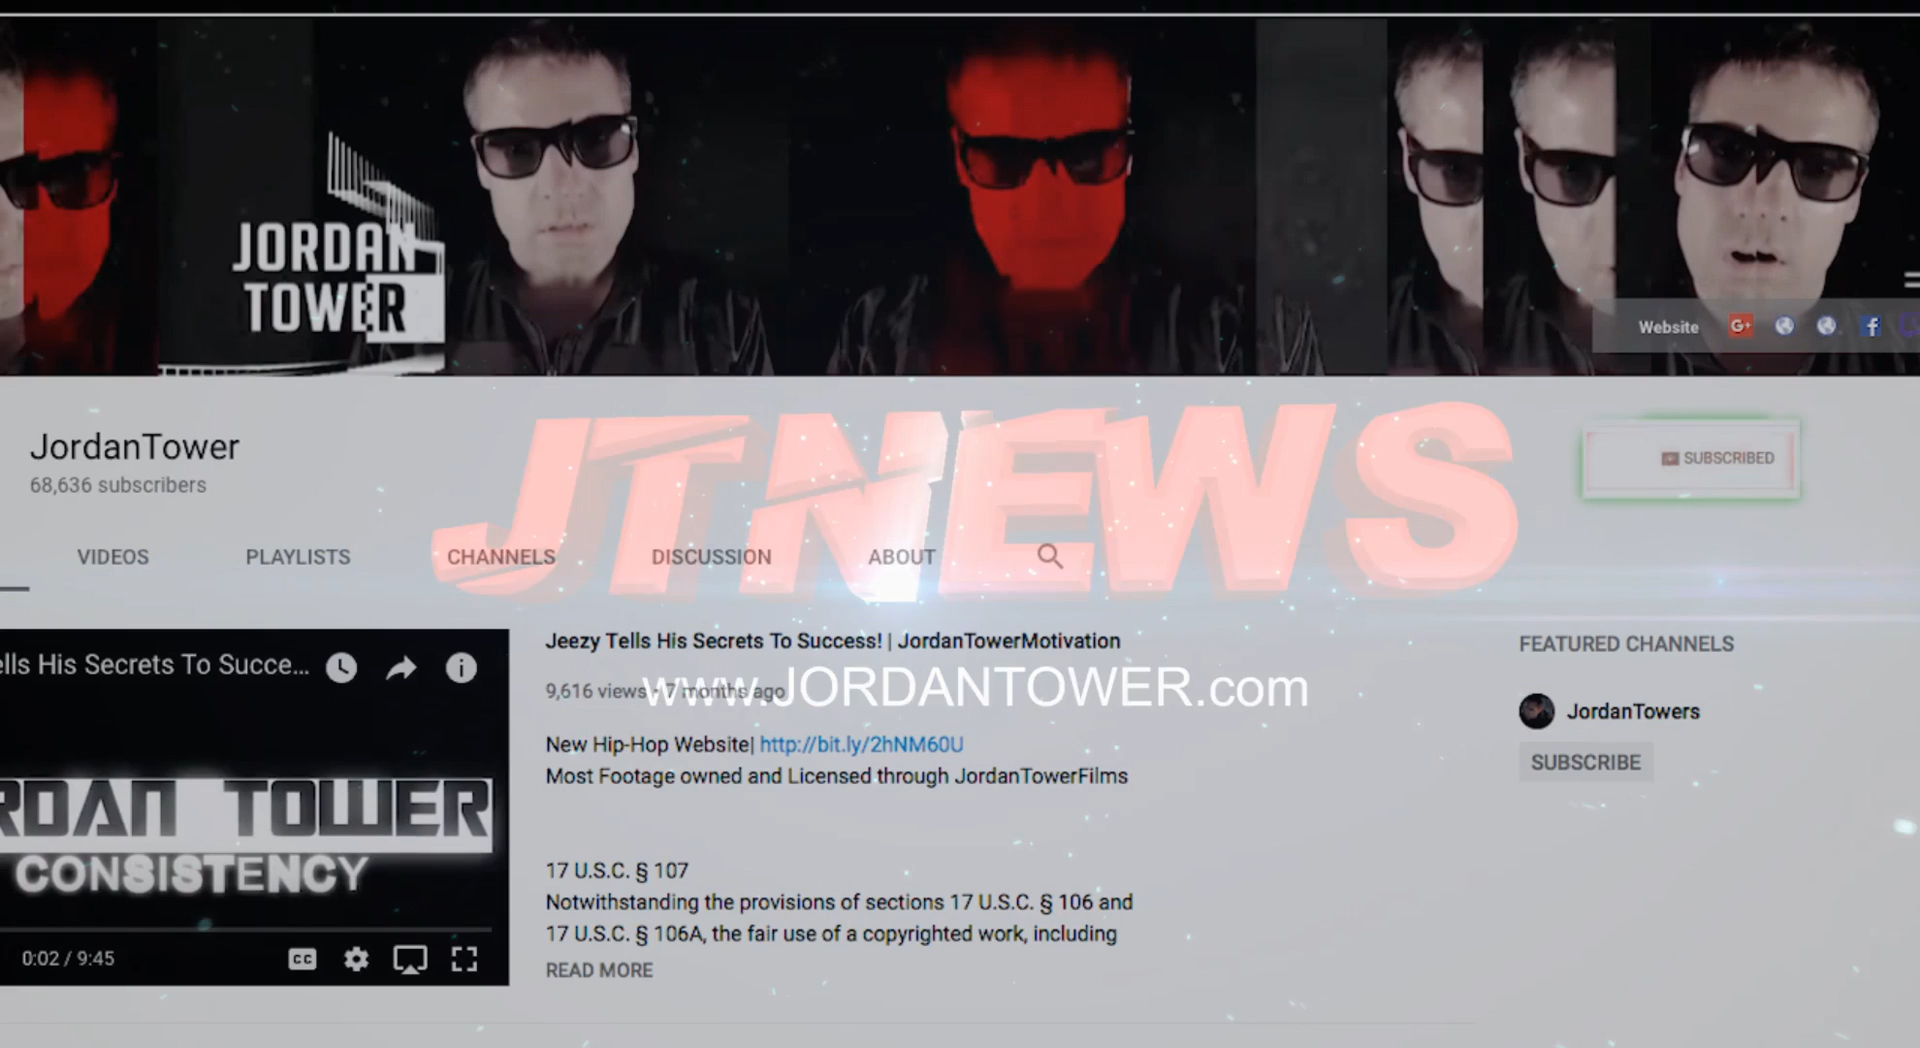 JORDAN
TOWER
Website
G+
f
JordanTower
68,636 subscribers
JTNEWS
SUBSCRIBED
VIDEOS
PLAYLISTS
CHANNELS
DISCUSSION
ABOUT
ells His Secrets To Succe...
RDAN TOWER
CONSISTENCY
0:02 / 9:45
CC
Jeezy Tells His Secrets To Success! | JordanTowerMotivation
9,616 views · 7 months ago
www.JORDANTOWER.com
New Hip-Hop Website| http://bit.ly/2hNM60U
Most Footage owned and Licensed through JordanTowerFilms
17 U.S.C. § 107
Notwithstanding the provisions of sections 17 U.S.C. § 106 and
17 U.S.C. § 106A, the fair use of a copyrighted work, including
READ MORE
FEATURED CHANNELS
JordanTowers
SUBSCRIBE